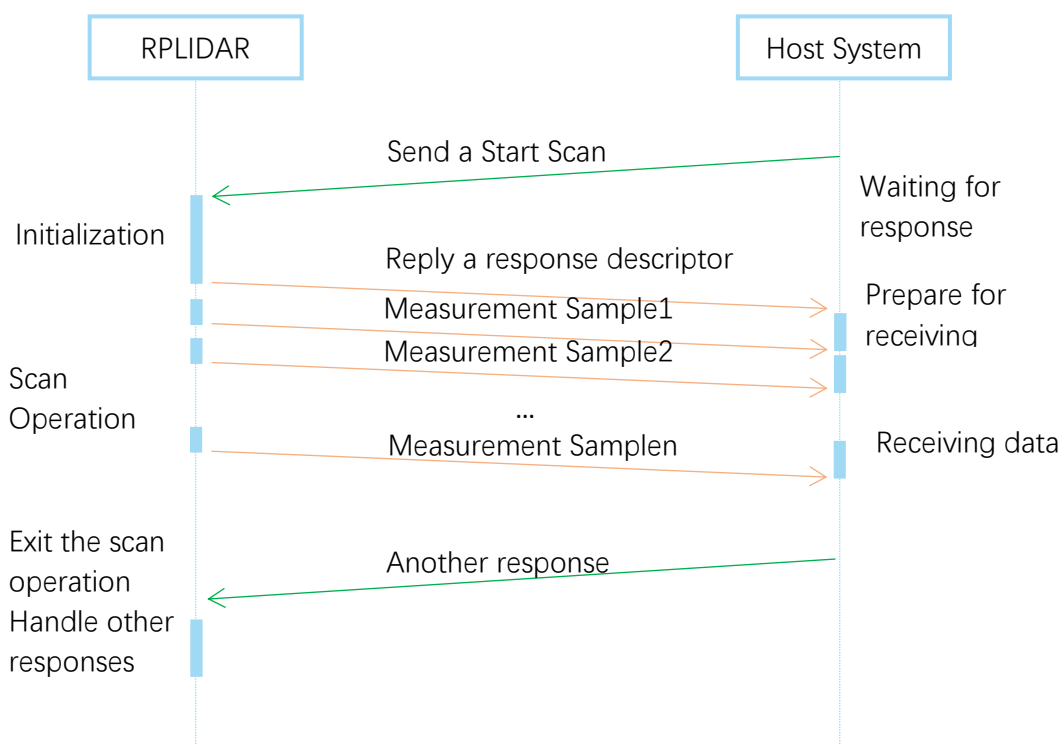 RPLIDAR
Host System
Send a Start Scan
Waiting for
response
Initialization
Reply a response descriptor
Prepare for
receiving
Measurement Sample1
Measurement Sample2
Scan
Operation
...
Measurement Samplen
Receiving data
Exit the scan
operation
Another response
Handle other
responses